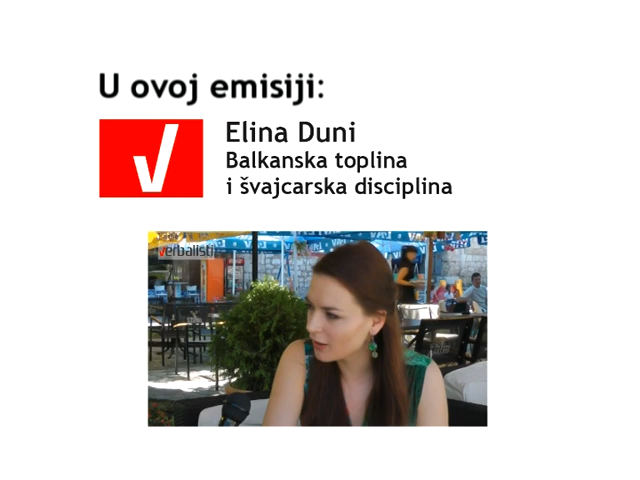 U ovoj emisiji:
Elina Duni
Balkanska toplina
i švajcarska disciplina
verbalisti